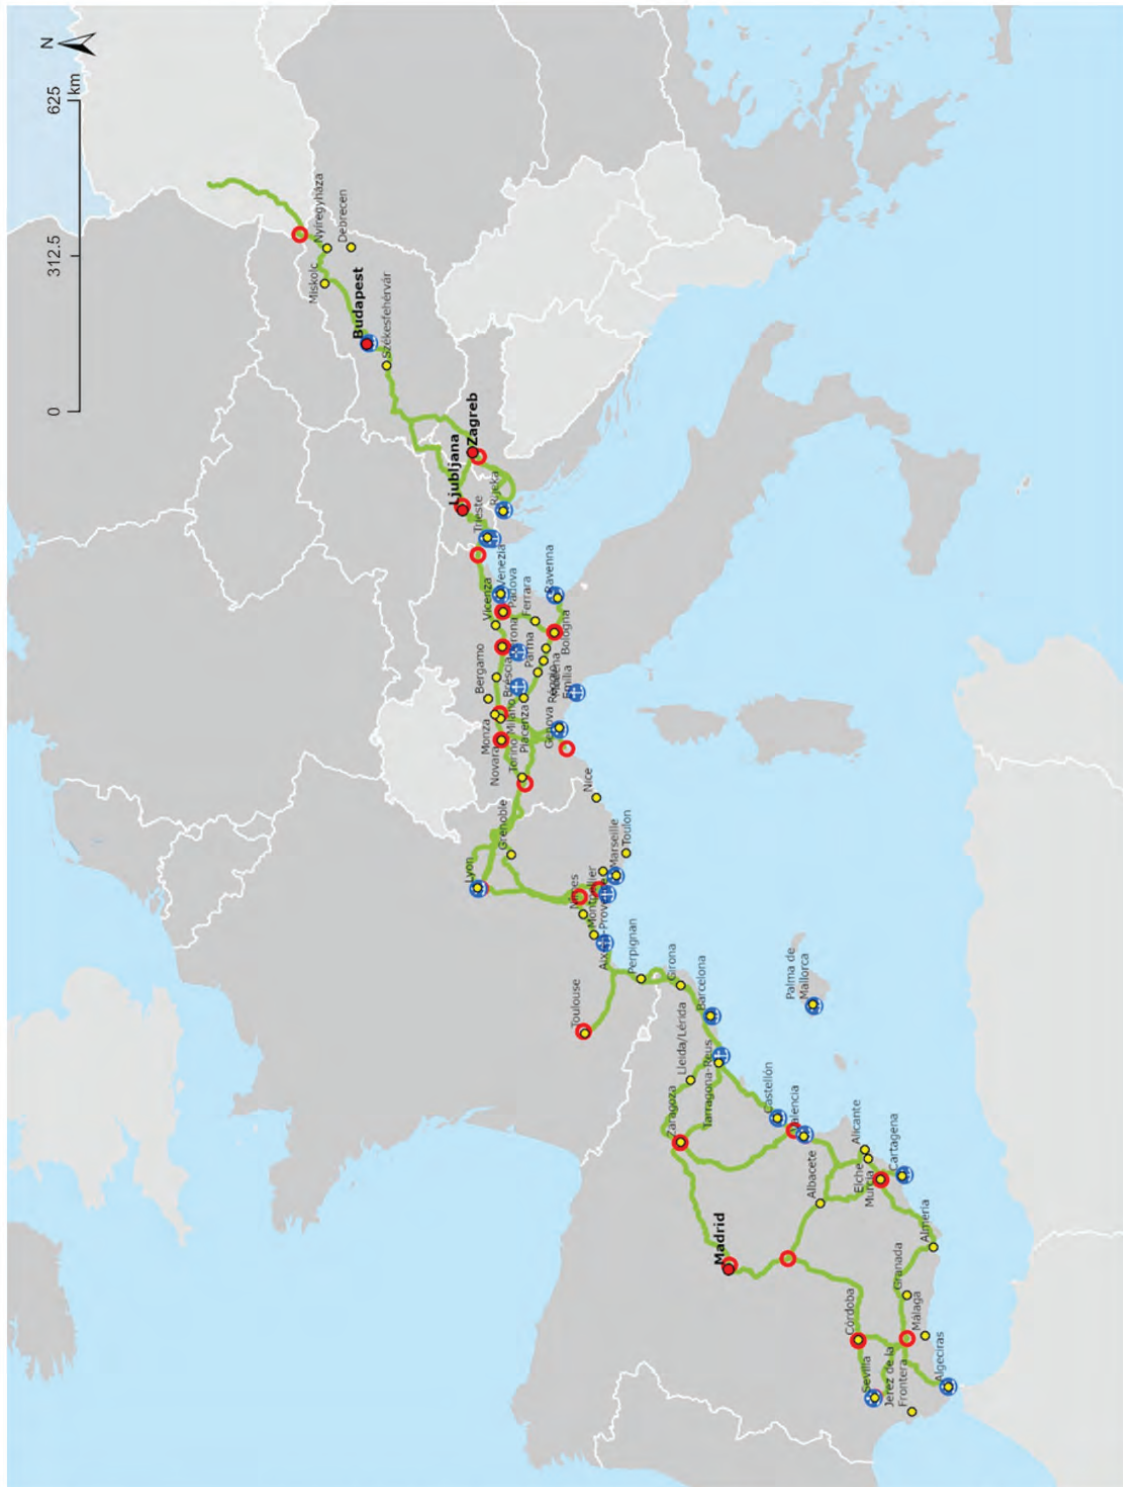 N
625
km
312.5
0
Nyíregyháza
Debrecen
Miskolc
Budapest
Székesfehérvár
Zagreb
Ljubljana
Rijeka
Trieste
Venezia
Padova
Vicenza
Ferrara
Ravenna
Bologna
Parma
Bergamo
Brescia
Emilia
Monza
Milano
Piacenza
Genova
Novara
Torino
Nice
Grenoble
Lyon
Toulon
Marseille
Nîmes
Montpellier
Perpignan
Girona
Toulouse
Barcelona
Palma de
Mallorca
Lleida/Lérida
Tarragona-Reus
Zaragoza
Castellón
Valencia
Alicante
Elche
Murcia
Cartagena
Albacete
Almería
Madrid
Granada
Málaga
Córdoba
Sevilla
Jerez de la
Frontera
Algeciras